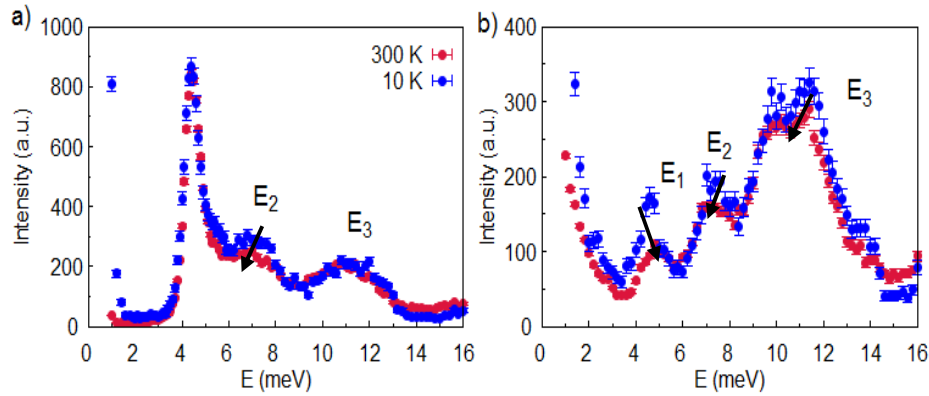 a)
1000
800
600
400
200
0
Intensity (a.u.)
300 K
10 K
E2
E3
0 2 4 6 8 10 12 14 16
E (meV)
b)
400
300
200
100
0
Intensity (a.u.)
E1
E2
E3
0 2 4 6 8 10 12 14 16
E (meV)